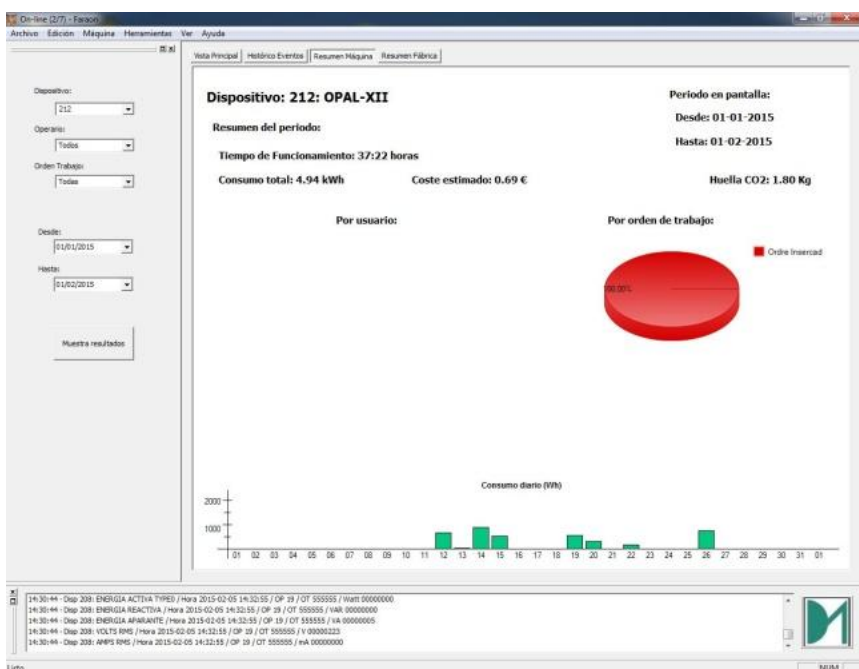 On-line (2/7) - Faraon
Archivo Edición Máquina Herramientas Ver Ayuda
Vista Principal Histórico Eventos Resumen Máquina Resumen Fábrica
Dispositivo:
212
Operario:
Todos
Orden Trabajo:
Todas
Desde:
01/01/2015
Hasta:
01/02/2015
Muestra resultados
Dispositivo: 212: OPAL-XII
Periodo en pantalla:
Desde: 01-01-2015
Hasta: 01-02-2015
Resumen del periodo:
Tiempo de Funcionamiento: 37:22 horas
Consumo total: 4.94 kWh Coste estimado: 0.69 € Huella CO2: 1.80 Kg
Por usuario: Por orden de trabajo:
Ordre Insercad
100,00%
Consumo diario (Wh)
2000
1000
01 02 03 04 05 06 07 08 09 10 11 12 13 14 15 16 17 18 19 20 21 22 23 24 25 26 27 28 29 30 31 01
14:30:44 - Disp 208: ENERGIA ACTIVA TYPE0 / Hora 2015-02-05 14:32:55 / OP 19 / OT 555555 / Watt 00000000
14:30:44 - Disp 208: ENERGIA REACTIVA / Hora 2015-02-05 14:32:55 / OP 19 / OT 555555 / VAR 00000000
14:30:44 - Disp 208: ENERGIA APARANTE / Hora 2015-02-05 14:32:55 / OP 19 / OT 555555 / VA 00000005
14:30:44 - Disp 208: VOLTS RMS / Hora 2015-02-05 14:32:55 / OP 19 / OT 555555 / V 00000223
14:30:44 - Disp 208: AMPS RMS / Hora 2015-02-05 14:32:55 / OP 19 / OT 555555 / mA 00000000
Listo NUM